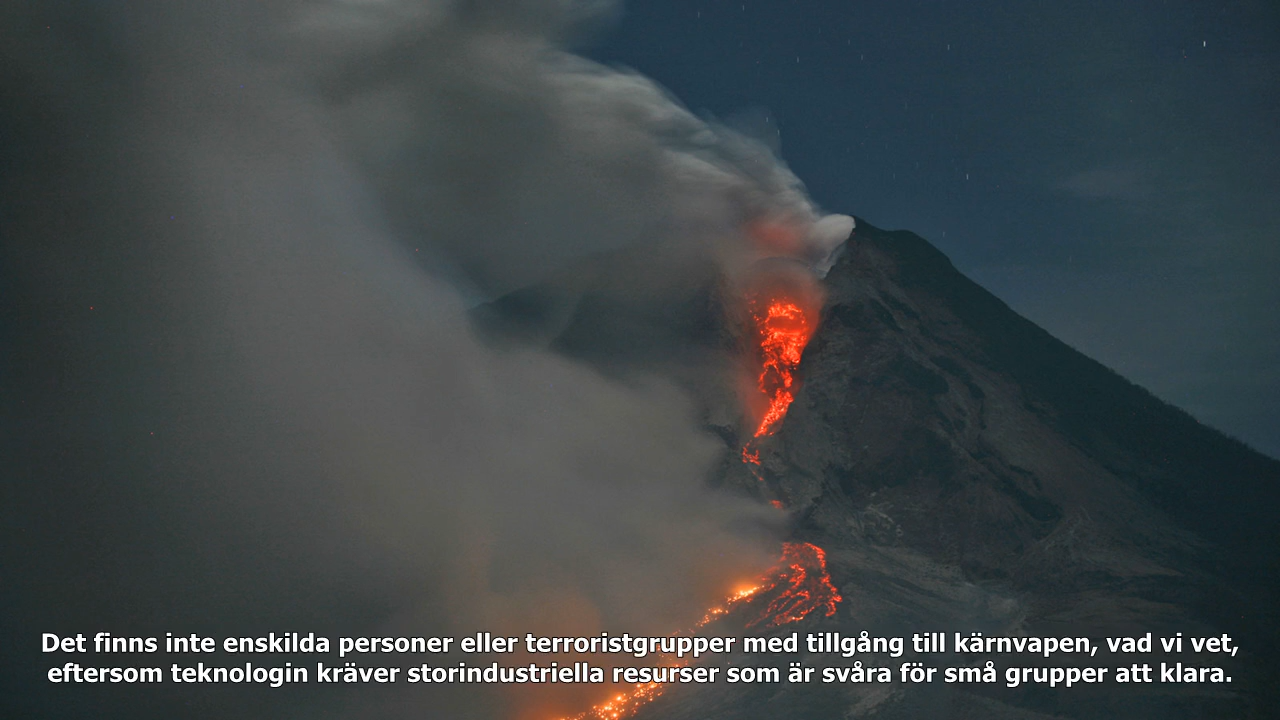 Det finns inte enskilda personer eller terroristgrupper med tillgång till kärnvapen, vad vi vet,
eftersom teknologin kräver storindustriella resurser som är svåra för små grupper att klara.